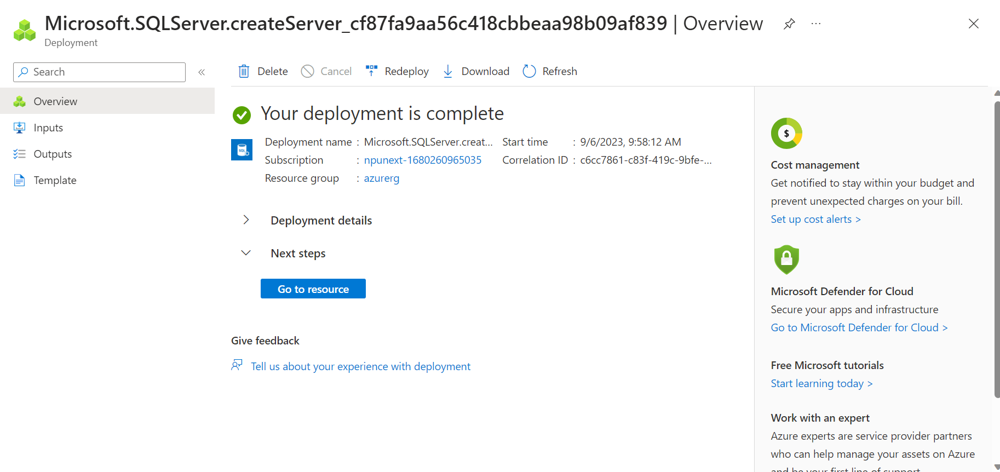 Microsoft.SQLServer.createServer_cf87fa9aa56c418cbbeaa98b09af839 | Overview
Deployment
Search
Overview
Inputs
Outputs
Template
Delete
Cancel
Redeploy
Download
Refresh
Your deployment is complete
Deployment name : Microsoft.SQLServer.creat...
Subscription : npunext-1680260965035
Resource group : azurerg
Start time : 9/6/2023, 9:58:12 AM
Correlation ID : c6cc7861-c83f-419c-9bfe-...
SQL
Deployment details
Next steps
Go to resource
Give feedback
Tell us about your experience with deployment
$
Cost management
Get notified to stay within your budget and
prevent unexpected charges on your bill.
Set up cost alerts >
Microsoft Defender for Cloud
Secure your apps and infrastructure
Go to Microsoft Defender for Cloud >
Free Microsoft tutorials
Start learning today >
Work with an expert
Azure experts are service provider partners
who can help manage your assets on Azure
and be your first line of support.